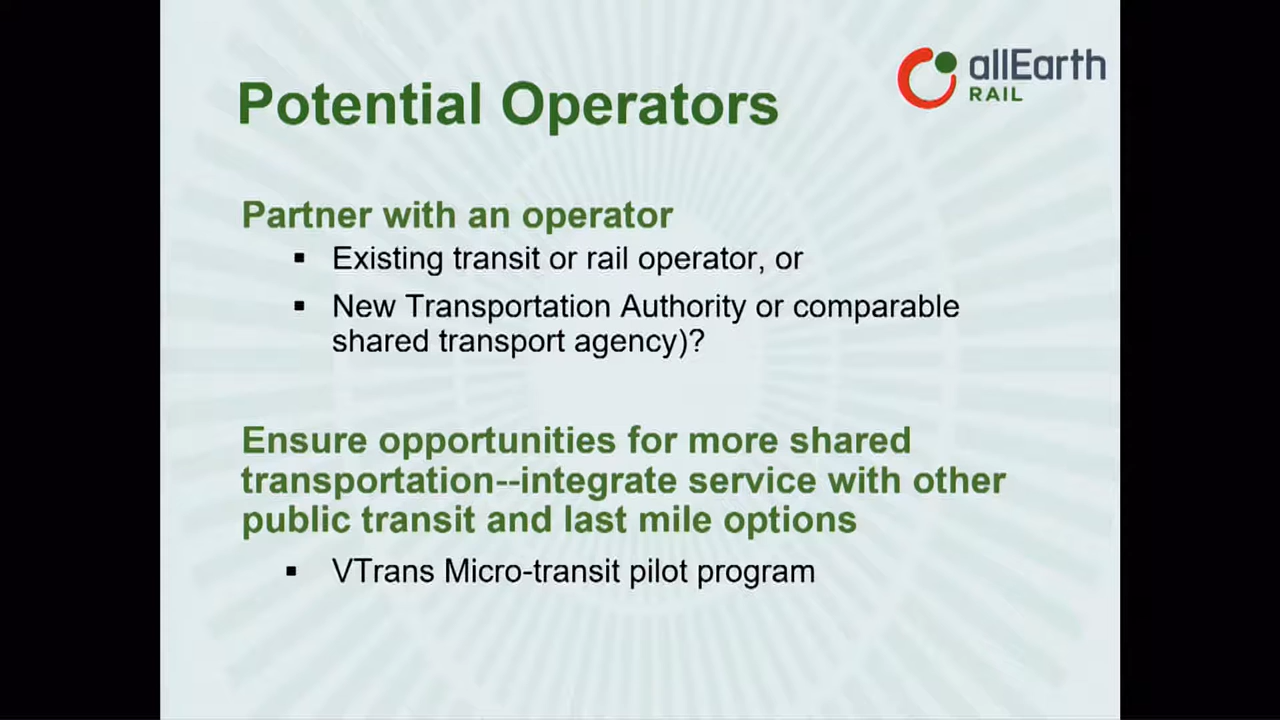 allEarth
RAIL
Potential Operators
Partner with an operator
▪ Existing transit or rail operator, or
▪ New Transportation Authority or comparable
shared transport agency)?
Ensure opportunities for more shared
transportation--integrate service with other
public transit and last mile options
▪ VTrans Micro-transit pilot program